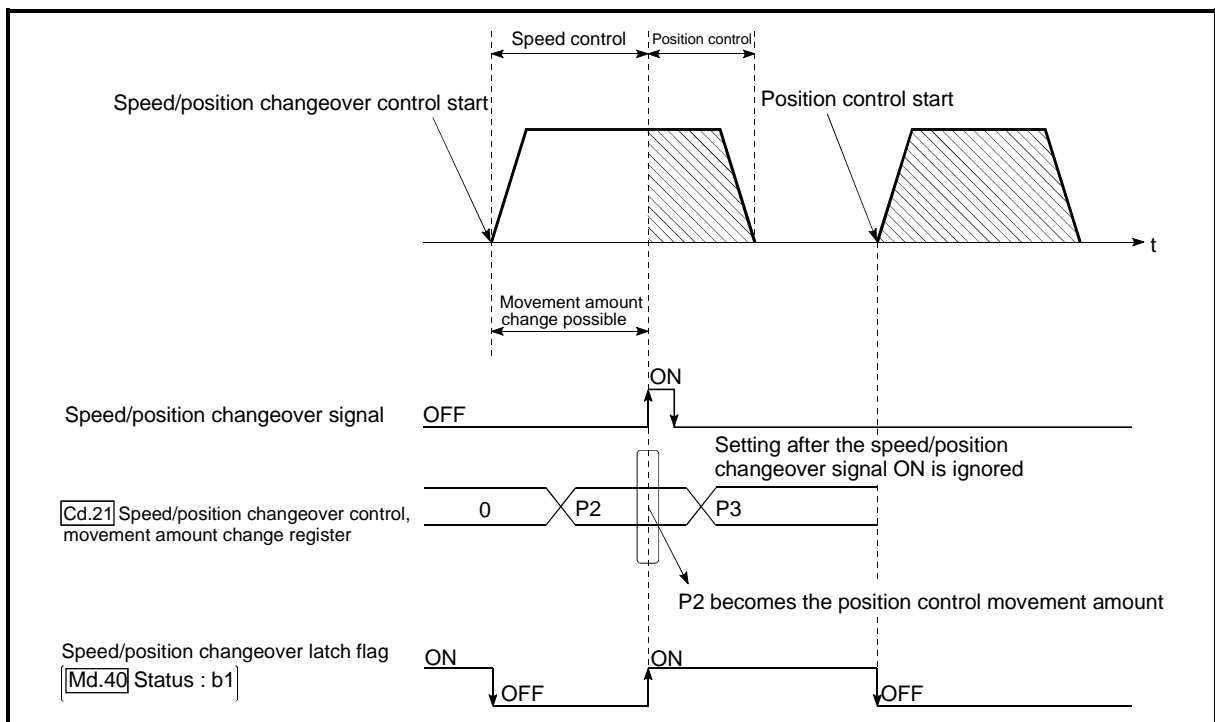 Speed control
Position control
Speed/position changeover control start
Position control start
t
Movement amount
change possible
ON
Speed/position changeover signal
OFF
Setting after the speed/position
changeover signal ON is ignored
Cd.21 Speed/position changeover control,
movement amount change register
0
P2
P3
P2 becomes the position control movement amount
Speed/position changeover latch flag
Md.40 Status : b1
ON
OFF
ON
OFF